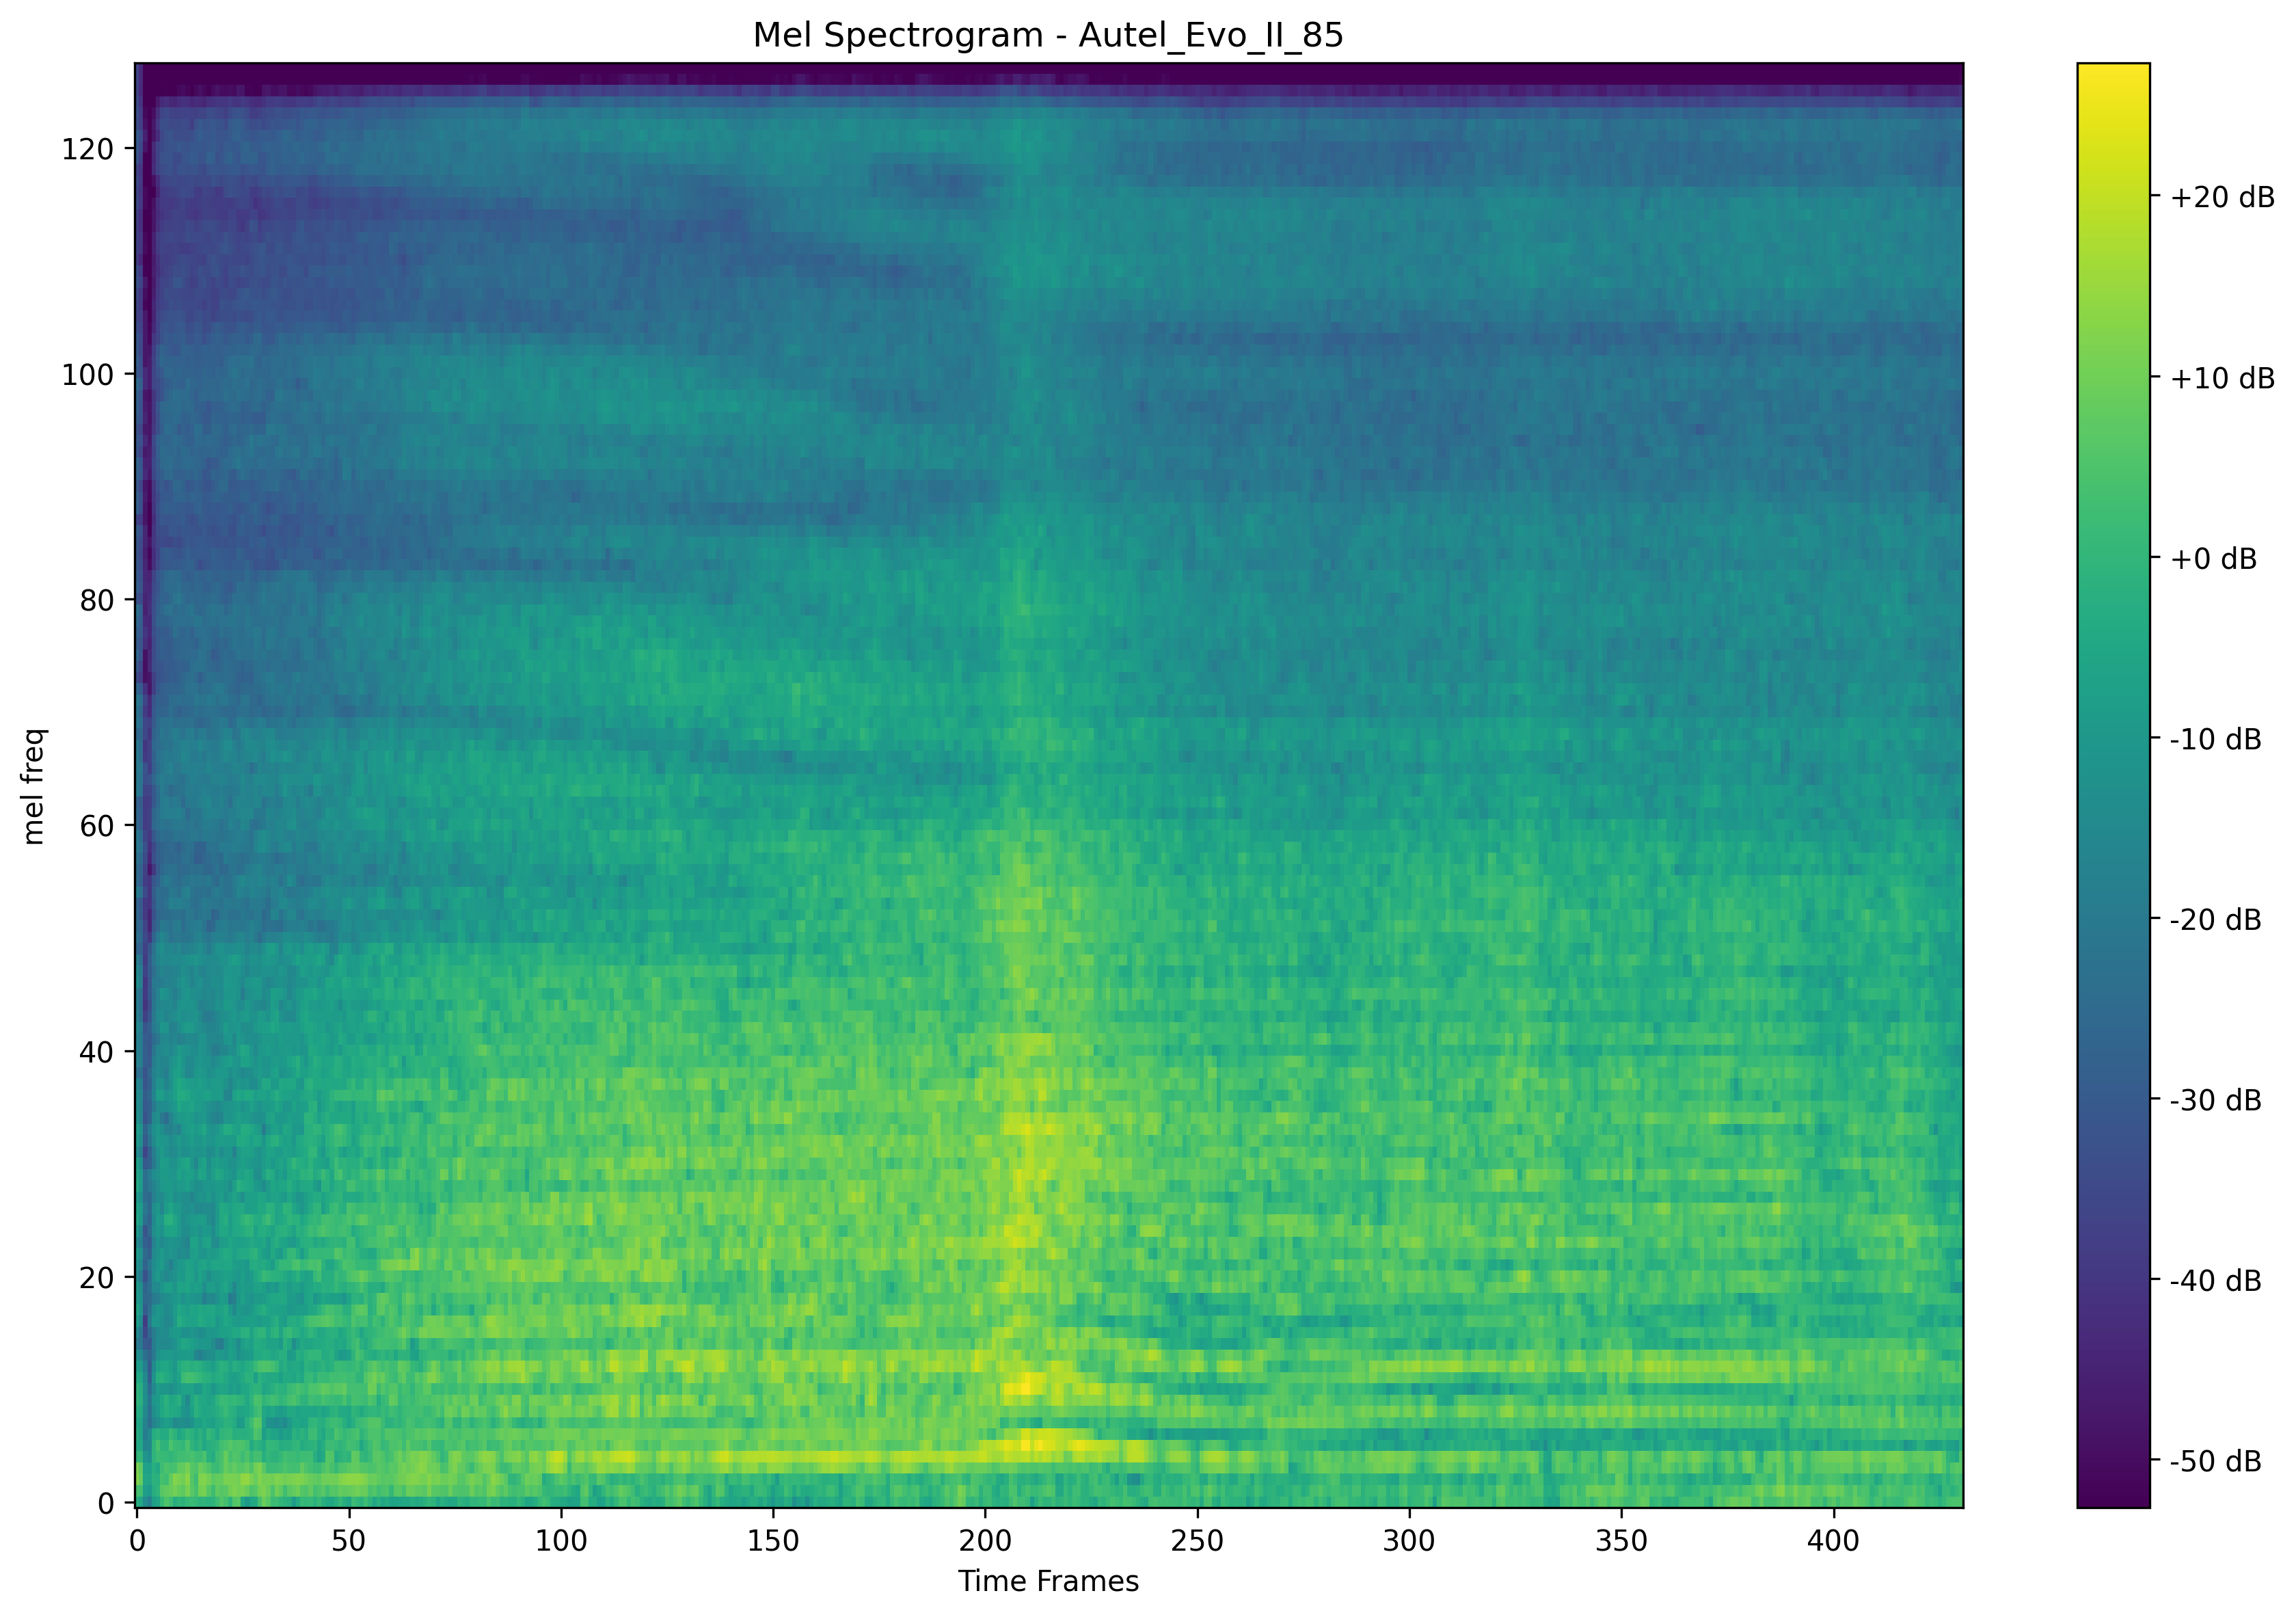 Mel Spectrogram - Autel_Evo_II_85
mel freq
120
100
80
60
40
20
0
0 50 100 150 200 250 300 350 400
Time Frames
+20 dB
+10 dB
+0 dB
-10 dB
-20 dB
-30 dB
-40 dB
-50 dB